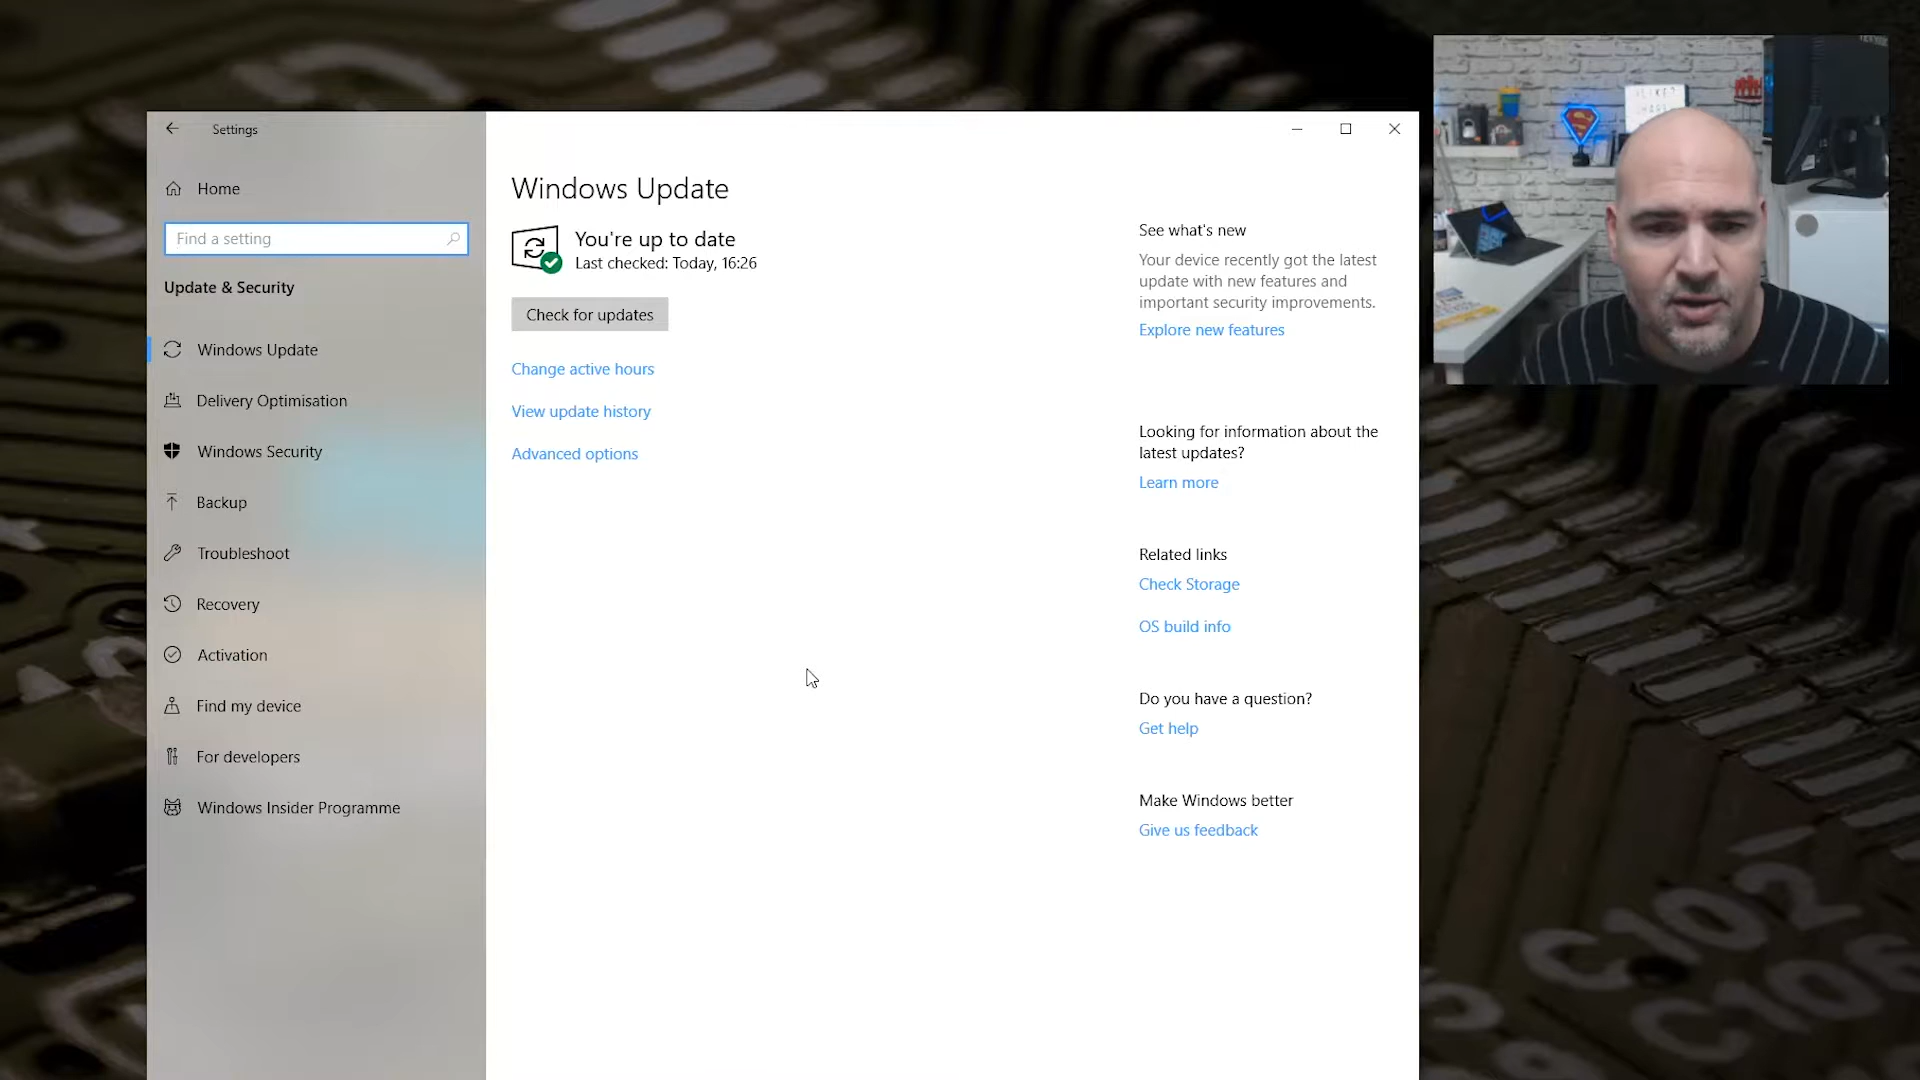 Settings
Home
Find a setting
Update & Security
Windows Update
Delivery Optimisation
Windows Security
Backup
Troubleshoot
Recovery
Activation
Find my device
For developers
Windows Insider Programme
Windows Update
You're up to date
Last checked: Today, 16:26
Check for updates
Change active hours
View update history
Advanced options
See what's new
Your device recently got the latest
update with new features and
important security improvements.
Explore new features
Looking for information about the
latest updates?
Learn more
Related links
Check Storage
OS build info
Do you have a question?
Get help
Make Windows better
Give us feedback
C102